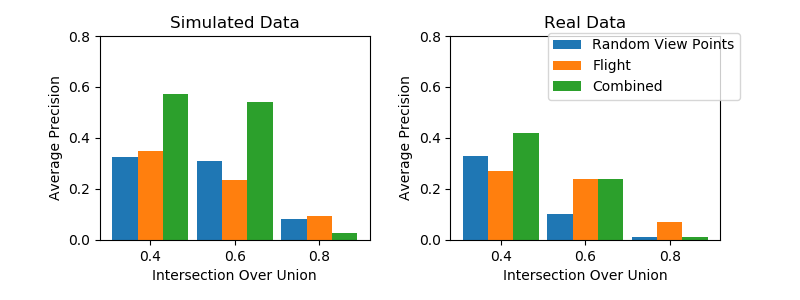 Simulated Data
Average Precision
0.8
0.6
0.4
0.2
0.0
0.4 0.6 0.8
Intersection Over Union
Real Data
Random View Points
Flight
Combined
Average Precision
0.8
0.6
0.4
0.2
0.0
0.4 0.6 0.8
Intersection Over Union